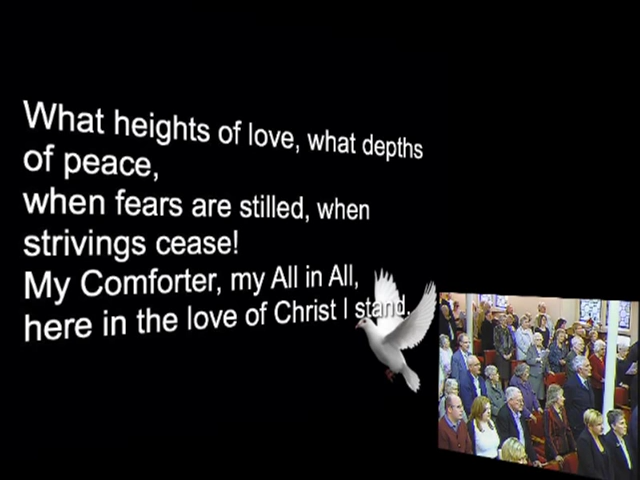 What heights of love, what depths
of peace,
when fears are stilled, when
strivings cease!
My Comforter, my All in All,
here in the love of Christ I stand.